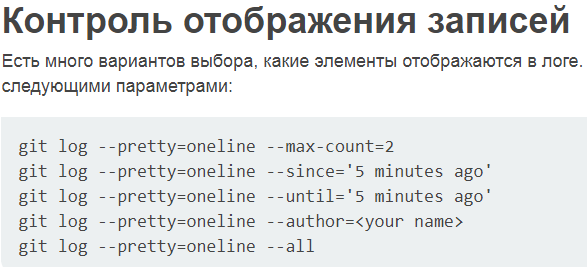 Контроль отображения записей
Есть много вариантов выбора, какие элементы отображаются в логе.
следующими параметрами:
git log --pretty=oneline --max-count=2
git log --pretty=oneline --since='5 minutes ago'
git log --pretty=oneline --until='5 minutes ago'
git log --pretty=oneline --author=<your name>
git log --pretty=oneline --all